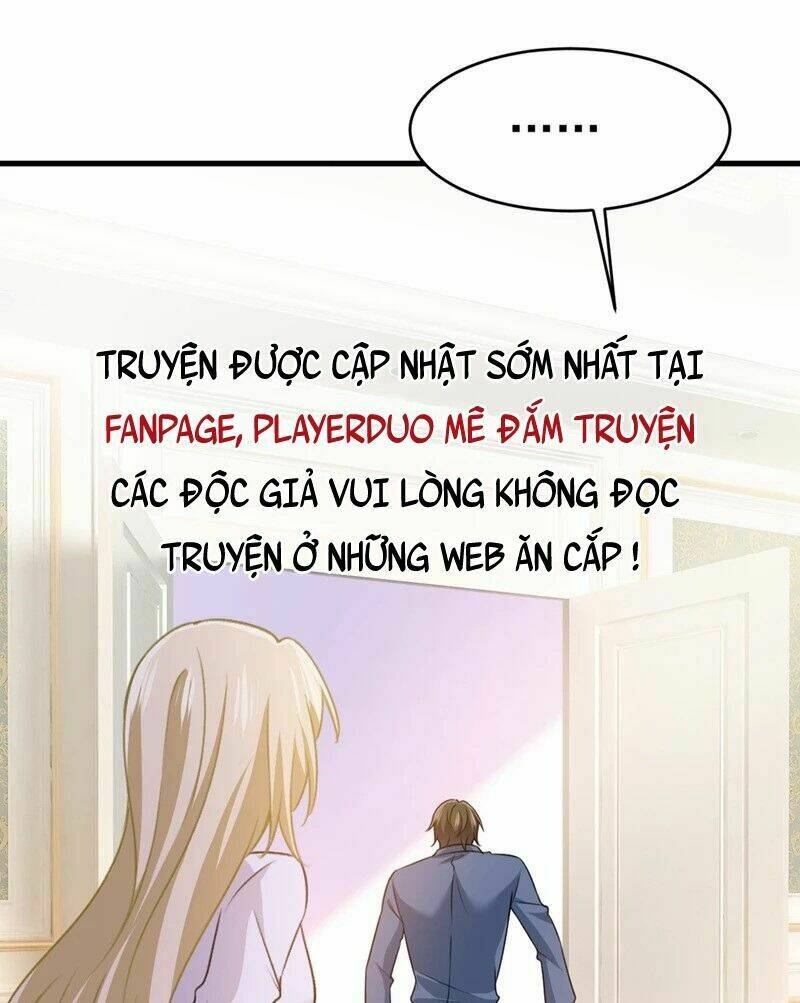 ......
TRUYỆN ĐƯỢC CẬP NHẬT SỚM NHẤT TẠI
FANPAGE, PLAYERDUO MÊ ĐẮM TRUYỆN
CÁC ĐỘC GIẢ VUI LÒNG KHÔNG ĐỌC
TRUYỆN Ở NHỮNG WEB ĂN CẮP !